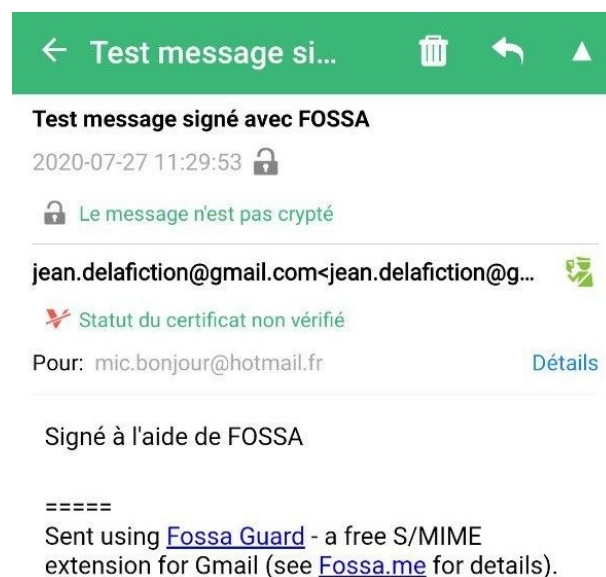 Test message si...
Test message signé avec FOSSA
2020-07-27 11:29:53
Le message n'est pas crypté
jean.delafiction@gmail.com<jean.delafiction@g...
Statut du certificat non vérifié
Pour: mic.bonjour@hotmail.fr Détails
Signé à l'aide de FOSSA
=====
Sent using Fossa Guard - a free S/MIME
extension for Gmail (see Fossa.me for details).